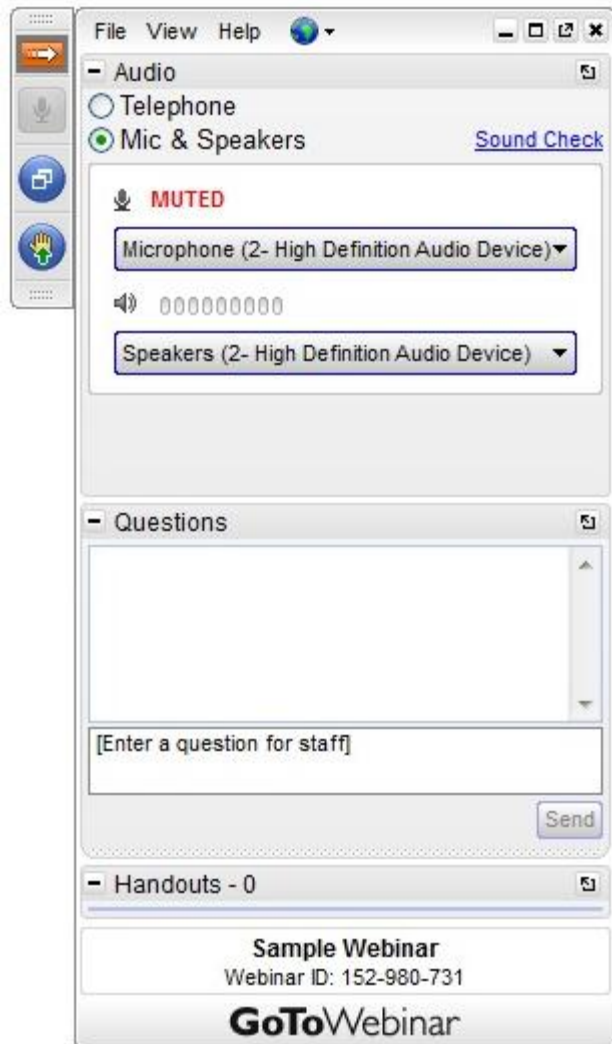 File View Help
Audio
Telephone
Mic & Speakers Sound Check
MUTED
Microphone (2- High Definition Audio Device)
000000000
Speakers (2- High Definition Audio Device)
Questions
[Enter a question for staff]
Send
Handouts - 0
Sample Webinar
Webinar ID: 152-980-731
GoToWebinar